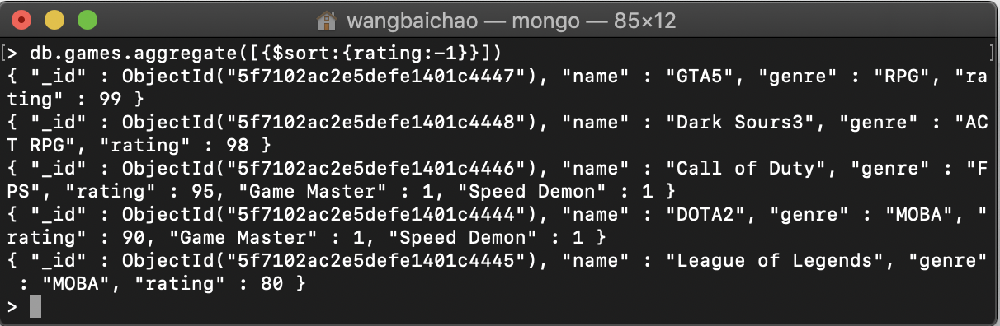 wangbaichao — mongo — 85×12
[> db.games.aggregate([{$sort:{rating:-1}}]) ]
{ "_id" : ObjectId("5f7102ac2e5defe1401c4447"), "name" : "GTA5", "genre" : "RPG", "ra
ting" : 99 }
{ "_id" : ObjectId("5f7102ac2e5defe1401c4448"), "name" : "Dark Sours3", "genre" : "AC
T RPG", "rating" : 98 }
{ "_id" : ObjectId("5f7102ac2e5defe1401c4446"), "name" : "Call of Duty", "genre" : "F
PS", "rating" : 95, "Game Master" : 1, "Speed Demon" : 1 }
{ "_id" : ObjectId("5f7102ac2e5defe1401c4444"), "name" : "DOTA2", "genre" : "MOBA", "
rating" : 90, "Game Master" : 1, "Speed Demon" : 1 }
{ "_id" : ObjectId("5f7102ac2e5defe1401c4445"), "name" : "League of Legends", "genre"
 : "MOBA", "rating" : 80 }
>